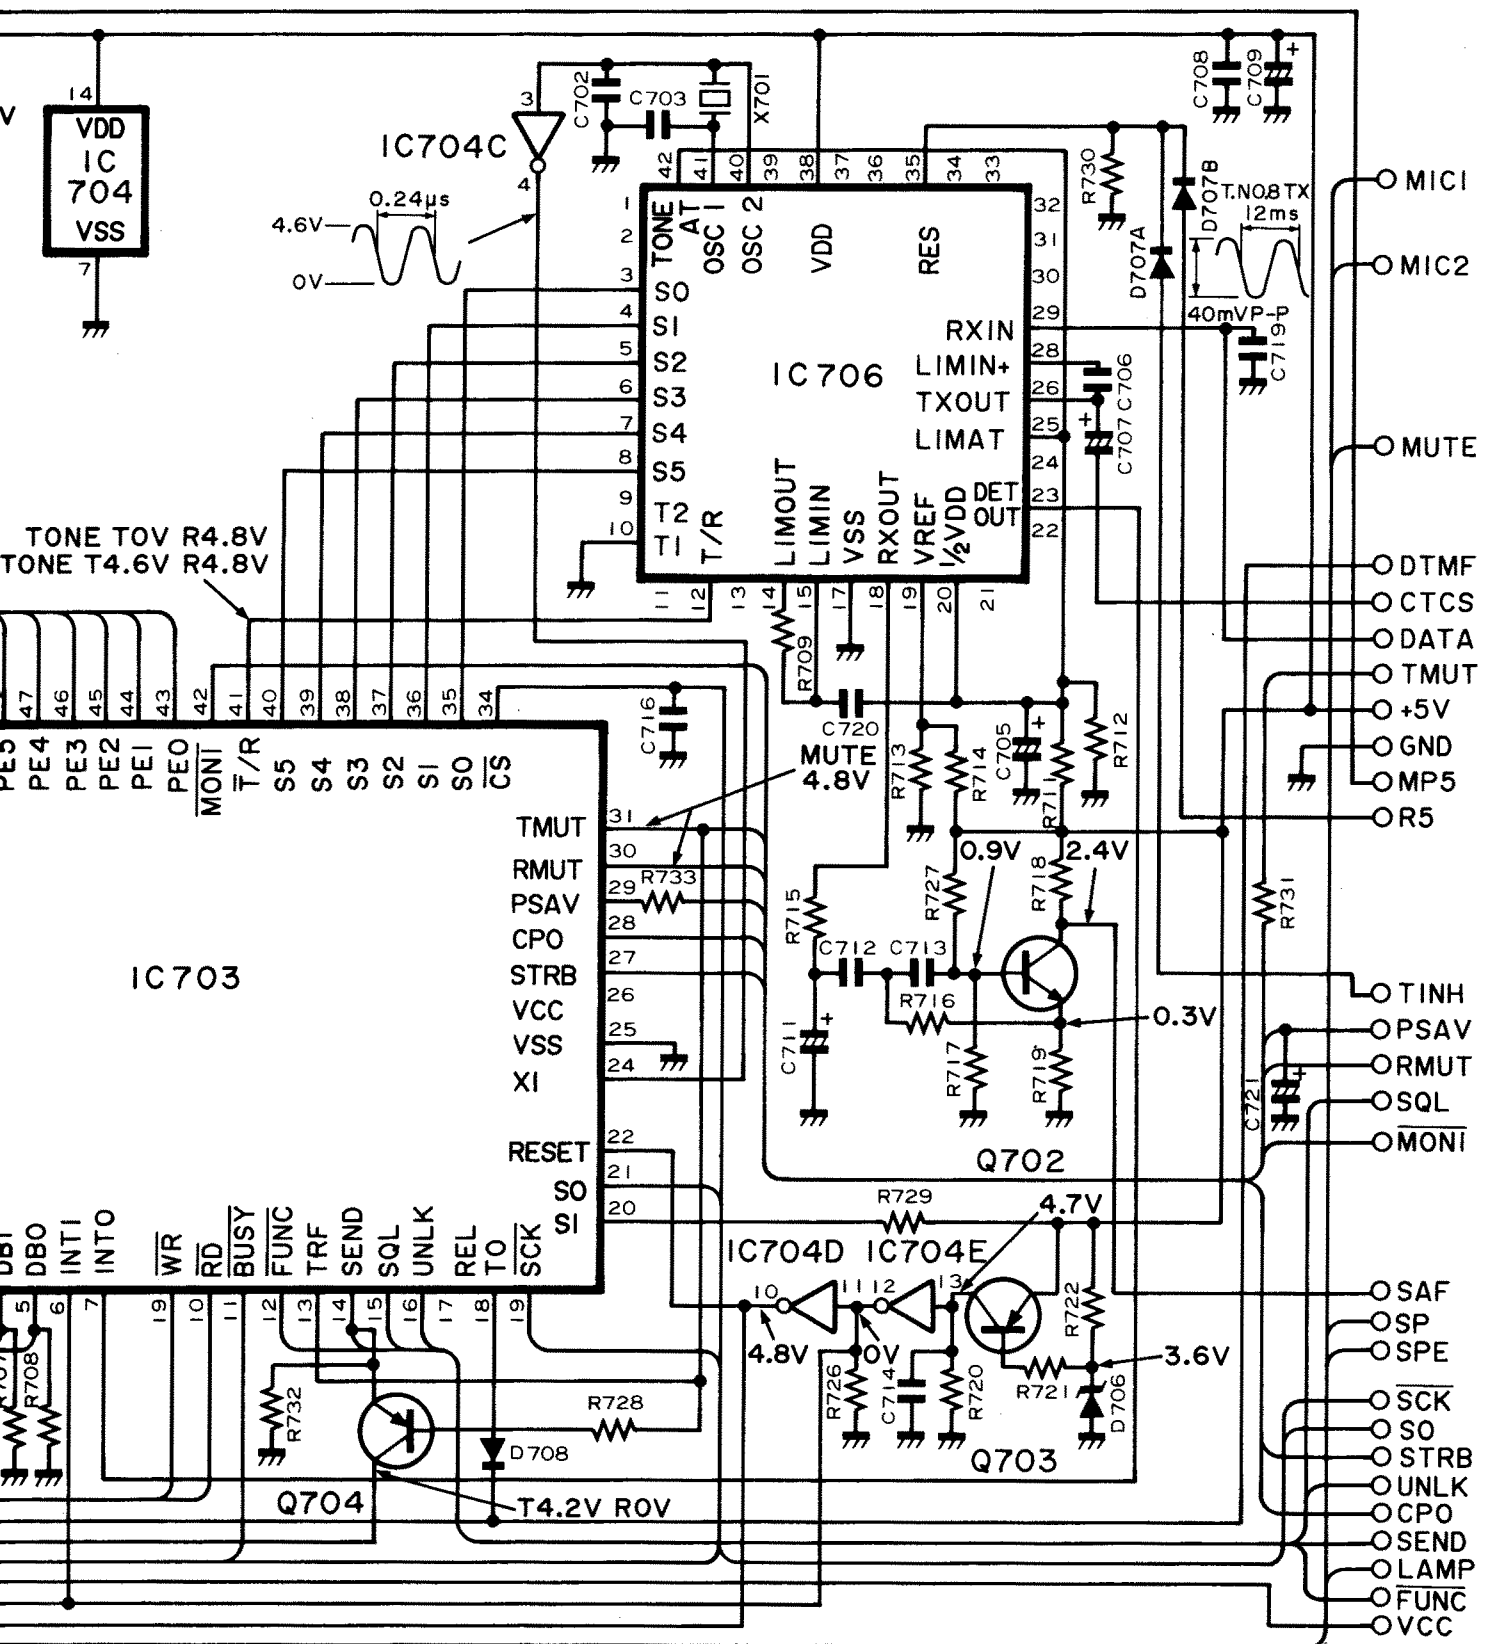 V
14
VDD
IC
704
VSS
7
IC704C
3
4
C702
C703
X701
0.24μs
4.6V
0V
42
41
40
39
38
37
36
35
34
33
TONE
AT
OSC 1
OSC 2
VDD
RES
1
2
3
4
5
6
7
8
9
10
S0
S1
S2
S3
S4
S5
T2
T1
T/R
IC706
32
31
30
29
28
26
25
24
23
22
RXIN
LIMIN+
TXOUT
LIMAT
DET
OUT
LIMOUT
LIMIN
VSS
RXOUT
VREF
½VDD
11
12
13
14
15
17
18
19
20
21
C708
C709
+
R730
D707A
D707B
T.NO.8 TX
12ms
40mVP-P
C719
C706
+
C707
TONE T0V R4.8V
TONE T4.6V R4.8V
R709
C720
C716
MUTE
4.8V
R713
R714
C705
+
R711
R712
47
46
45
44
43
42
41
40
39
38
37
36
35
34
PE5
PE4
PE3
PE2
PE1
PE0
MONI
T/R
S5
S4
S3
S2
S1
S0
CS
IC703
TMUT
RMUT
PSAV
CPO
STRB
VCC
VSS
XI
RESET
SO
SI
31
30
29
28
27
26
25
24
22
21
20
R733
R715
C712
C713
R727
0.9V
R718
2.4V
R716
0.3V
C711
+
R717
R719
Q702
R731
C721
+
R729
4.7V
IC704D
IC704E
10
11
12
13
4.8V
0V
R726
C714
R720
R721
R722
3.6V
D706
Q703
DB1
DB0
INT1
INT0
WR
RD
BUSY
FUNC
TRF
SEND
SQL
UNLK
REL
TO
SCK
5
6
7
9
10
11
12
13
14
15
16
17
18
19
R707
R708
R732
R728
D708
Q704
T4.2V R0V
MIC1
MIC2
MUTE
DTMF
CTCS
DATA
TMUT
+5V
GND
MP5
R5
TINH
PSAV
RMUT
SQL
MONI
SAF
SP
SPE
SCK
SO
STRB
UNLK
CPO
SEND
LAMP
FUNC
VCC